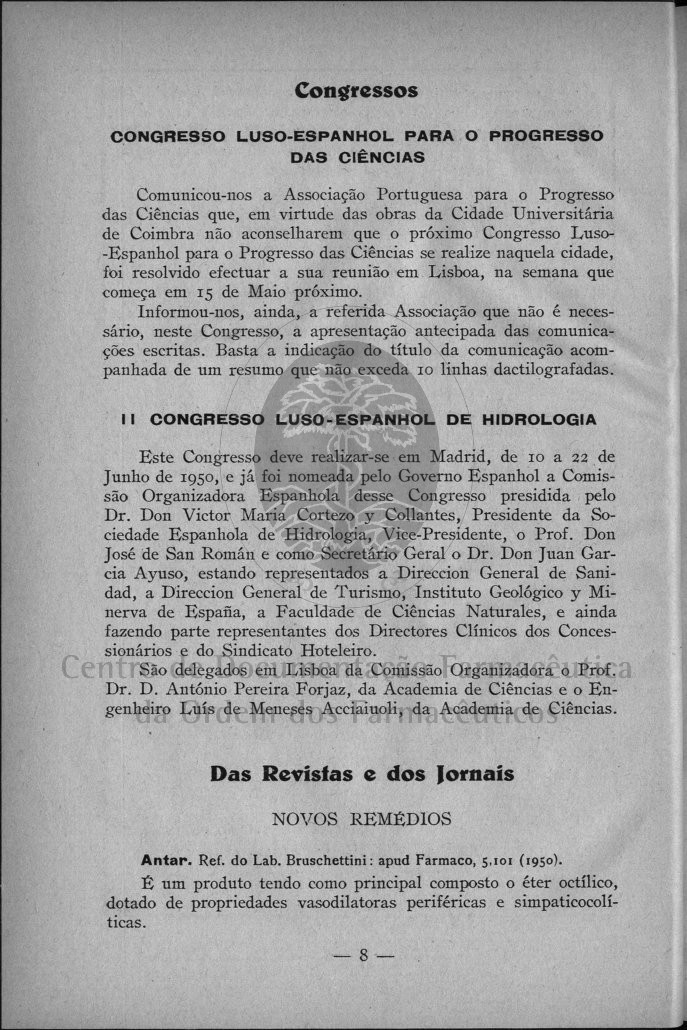 Congressos
CONGRESSO LUSO-ESPANHOL PARA O PROGRESSO
DAS CIÊNCIAS
Comunicou-nos a Associação Portuguesa para o Progresso
das Ciências que, em virtude das obras da Cidade Universitária
de Coimbra não aconselharem que o próximo Congresso Luso-
-Espanhol para o Progresso das Ciências se realize naquela cidade,
foi resolvido efectuar a sua reunião em Lisboa, na semana que
começa em 15 de Maio próximo.
Informou-nos, ainda, a referida Associação que não é neces-
sário, neste Congresso, a apresentação antecipada das comunica-
ções escritas. Basta a indicação do título da comunicação acom-
panhada de um resumo que não exceda 10 linhas dactilografadas.
II CONGRESSO LUSO-ESPANHOL DE HIDROLOGIA
Este Congresso deve realizar-se em Madrid, de 10 a 22 de
Junho de 1950, e já foi nomeada pelo Governo Espanhol a Comis-
são Organizadora Espanhola desse Congresso presidida pelo
Dr. Don Victor Maria Cortezo y Collantes, Presidente da So-
ciedade Espanhola de Hidrologia, Vice-Presidente, o Prof. Don
José de San Román e como Secretário Geral o Dr. Don Juan Gar-
cia Ayuso, estando representados a Direccion General de Sani-
dad, a Direccion General de Turismo, Instituto Geológico y Mi-
nerva de España, a Faculdade de Ciências Naturales, e ainda
fazendo parte representantes dos Directores Clínicos dos Conces-
sionários e do Sindicato Hoteleiro.
Centro de Documentação Farmacêutica
São delegados em Lisboa da Comissão Organizadora o Prof.
Dr. D. António Pereira Forjaz, da Academia de Ciências e o En-
genheiro Luís de Meneses Acciaiuoli, da Academia de Ciências.
da Ordem dos Farmacêuticos
Das Revistas e dos Jornais
NOVOS REMÉDIOS
Antar. Ref. do Lab. Bruschettini: apud Farmaco, 5,101 (1950).
É um produto tendo como principal composto o éter octílico,
dotado de propriedades vasodilatoras periféricas e simpaticocolí-
ticas.
— 8 —